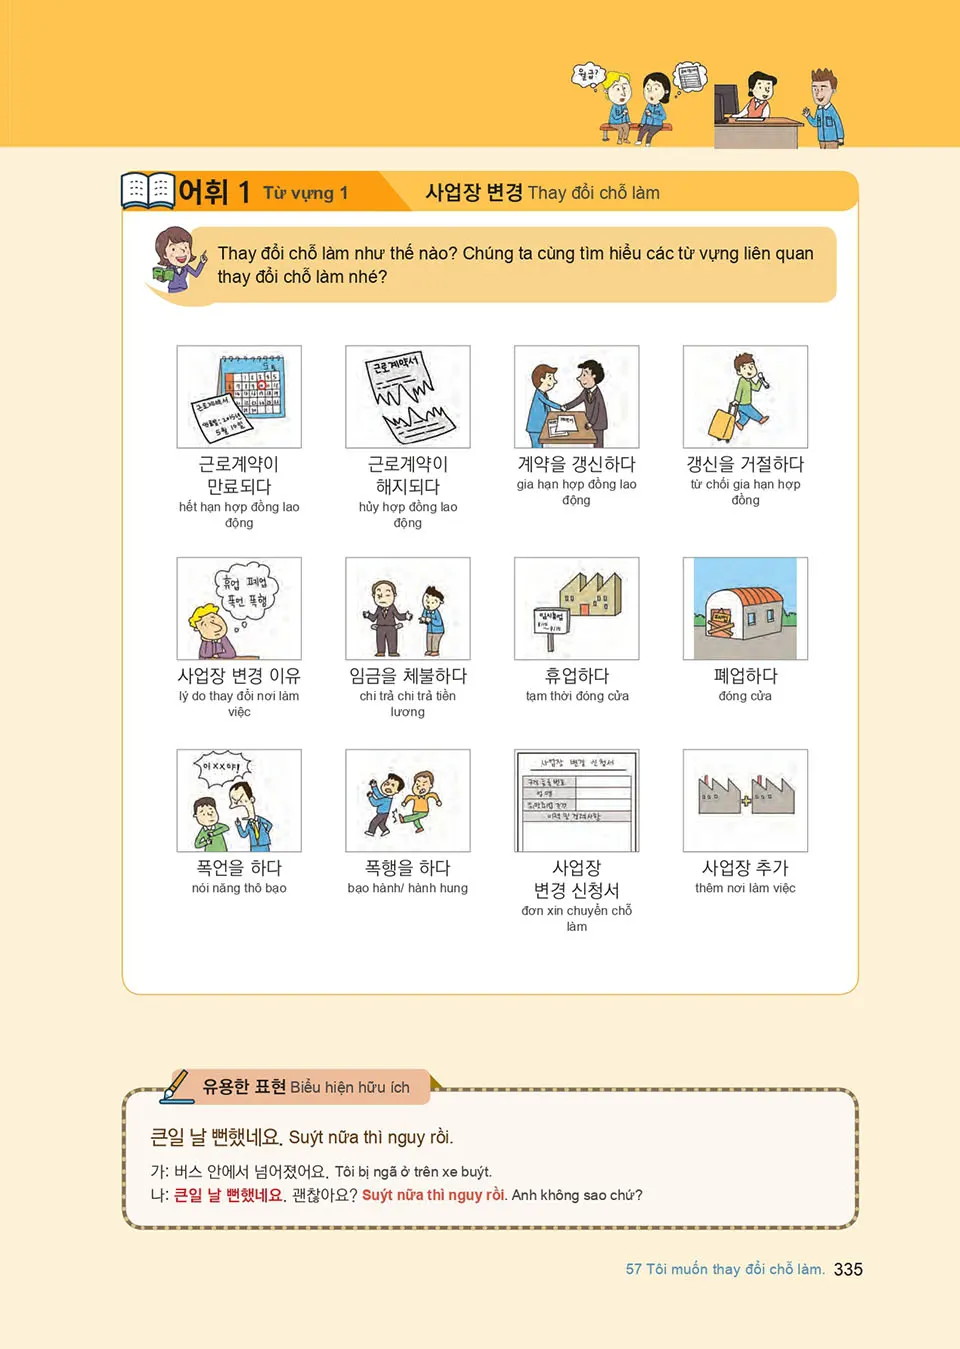 월급?
어휘 1 Từ vựng 1 사업장 변경 Thay đổi chỗ làm
Thay đổi chỗ làm như thế nào? Chúng ta cùng tìm hiểu các từ vựng liên quan
thay đổi chỗ làm nhé?
근로계약서
5월 10일
근로계약서
근로계약이
만료되다
hết hạn hợp đồng lao
động
근로계약이
해지되다
hủy hợp đồng lao
động
계약을 갱신하다
gia hạn hợp đồng lao
động
갱신을 거절하다
từ chối gia hạn hợp
đồng
휴업 폐업
폭언 폭행
임시휴업
사업장 변경 이유
lý do thay đổi nơi làm
việc
임금을 체불하다
chi trả chi trả tiền
lương
휴업하다
tạm thời đóng cửa
폐업하다
đóng cửa
이 XX야!
사업장 변경 신청서
폭언을 하다
nói năng thô bạo
폭행을 하다
bạo hành/ hành hung
사업장
변경 신청서
đơn xin chuyển chỗ
làm
사업장 추가
thêm nơi làm việc
유용한 표현 Biểu hiện hữu ích
큰일 날 뻔했네요. Suýt nữa thì nguy rồi.
가: 버스 안에서 넘어졌어요. Tôi bị ngã ở trên xe buýt.
나: 큰일 날 뻔했네요. 괜찮아요? Suýt nữa thì nguy rồi. Anh không sao chứ?
57 Tôi muốn thay đổi chỗ làm. 335